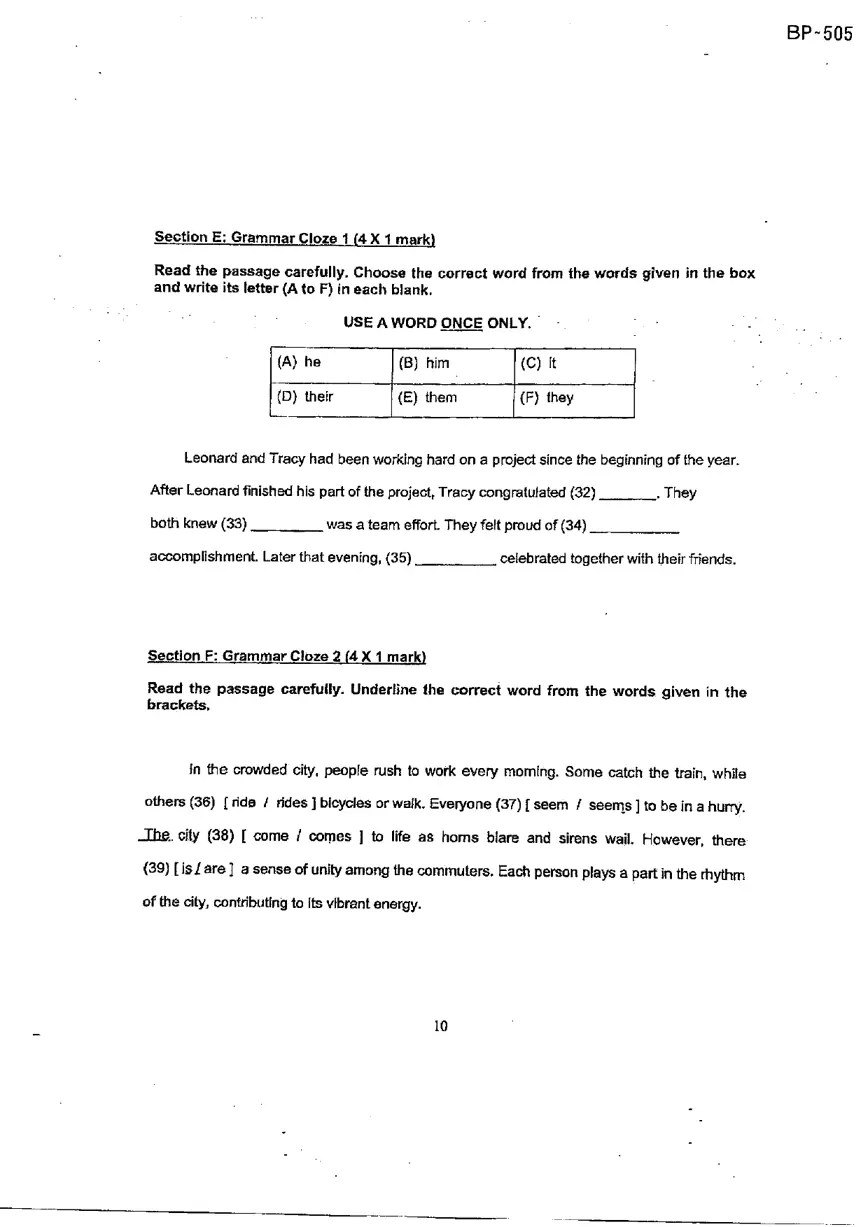 BP-505
Section E: Grammar Cloze 1 (4 X 1 mark)
Read the passage carefully. Choose the correct word from the words given in the box
and write its letter (A to F) in each blank.
USE A WORD ONCE ONLY.
(A) he (B) him (C) it
(D) their (E) them (F) they
Leonard and Tracy had been working hard on a project since the beginning of the year.
After Leonard finished his part of the project, Tracy congratulated (32) _______. They
both knew (33) _________ was a team effort. They felt proud of (34) ___________
accomplishment. Later that evening, (35) __________ celebrated together with their friends.
Section F: Grammar Cloze 2 (4 X 1 mark)
Read the passage carefully. Underline the correct word from the words given in the
brackets.
In the crowded city, people rush to work every morning. Some catch the train, while
others (36) [ ride / rides ] bicycles or walk. Everyone (37) [ seem / seems ] to be in a hurry.
The city (38) [ come / comes ] to life as horns blare and sirens wail. However, there
(39) [ is / are ] a sense of unity among the commuters. Each person plays a part in the rhythm
of the city, contributing to its vibrant energy.
10